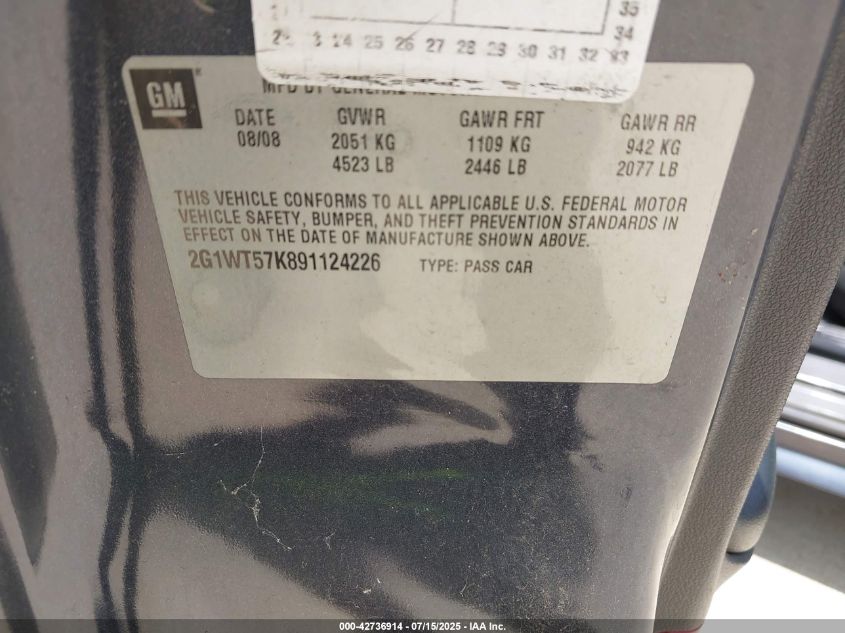 35
34
24 25 26 27 28 29 30 31 32 33
GM
MFD BY GENERAL
DATE GVWR GAWR FRT GAWR RR
08/08 2051 KG 1109 KG 942 KG
4523 LB 2446 LB 2077 LB
THIS VEHICLE CONFORMS TO ALL APPLICABLE U.S. FEDERAL MOTOR
VEHICLE SAFETY, BUMPER, AND THEFT PREVENTION STANDARDS IN
EFFECT ON THE DATE OF MANUFACTURE SHOWN ABOVE.
2G1WT57K891124226 TYPE: PASS CAR
000-42736914 - 07/15/2025 - IAA Inc.